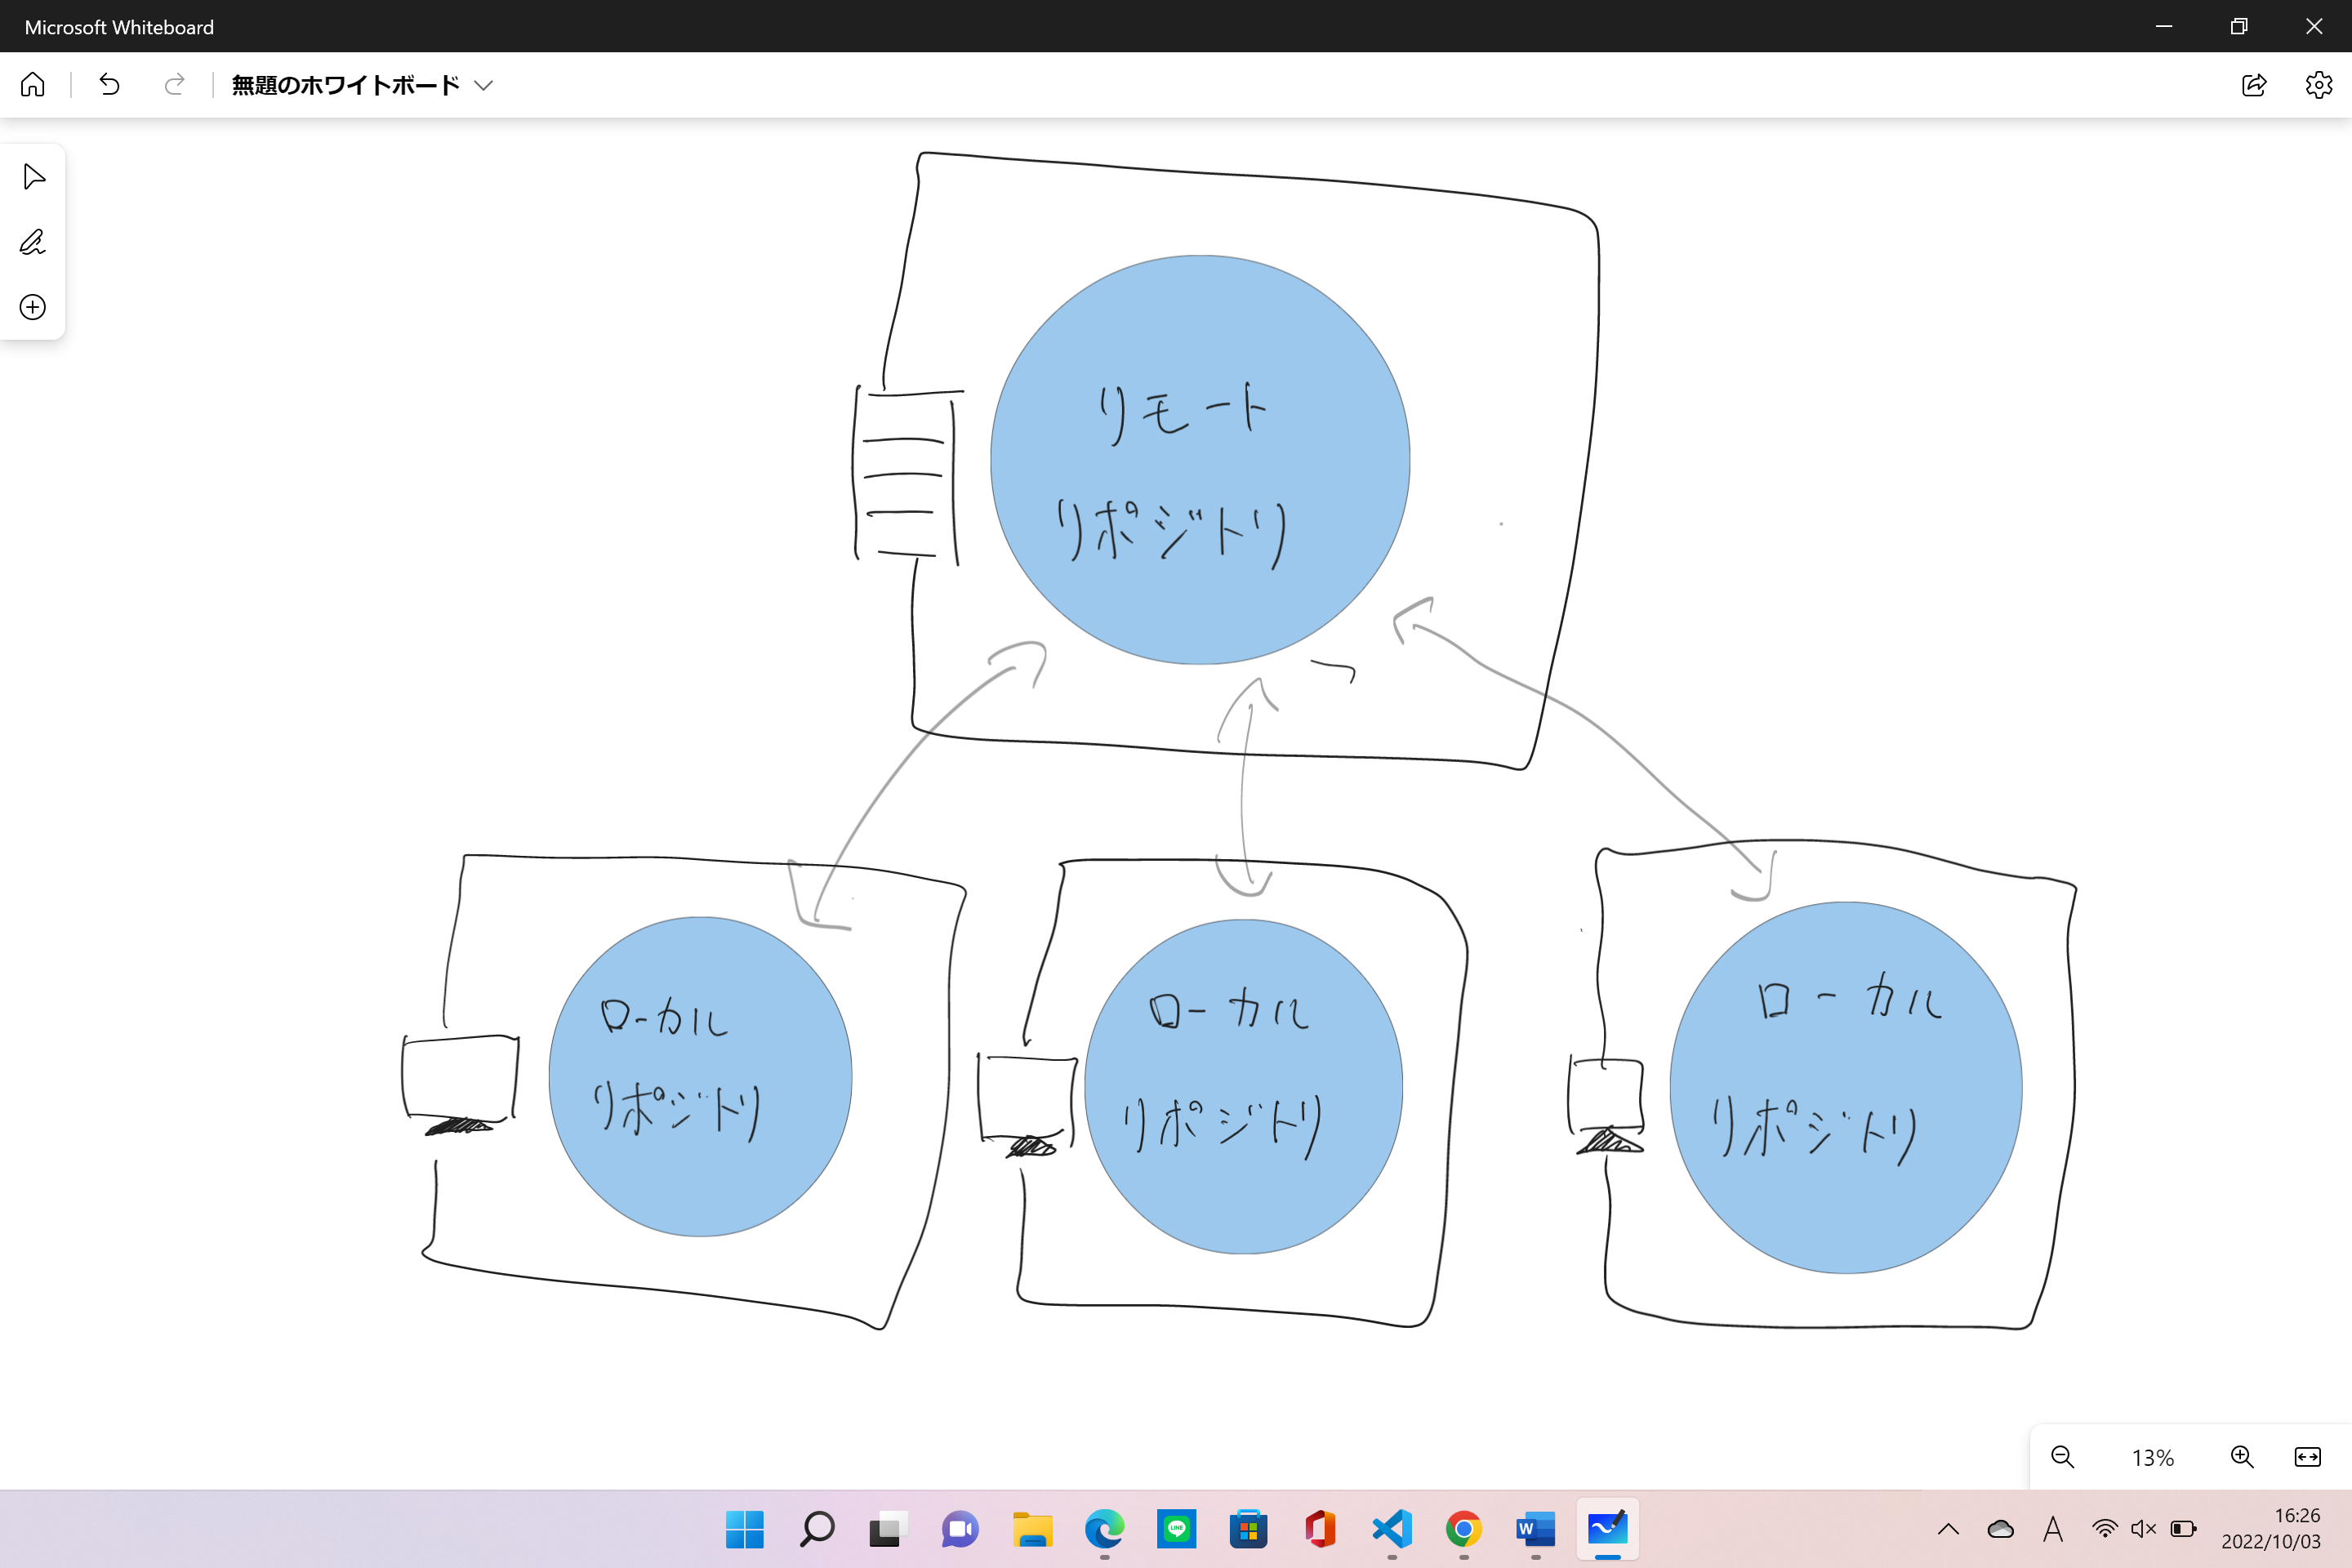 Microsoft Whiteboard
無題のホワイトボード
リモート
リポジトリ
ローカル
リポジトリ
ローカル
リポジトリ
ローカル
リポジトリ
13%
LINE
W
A
16:26
2022/10/03